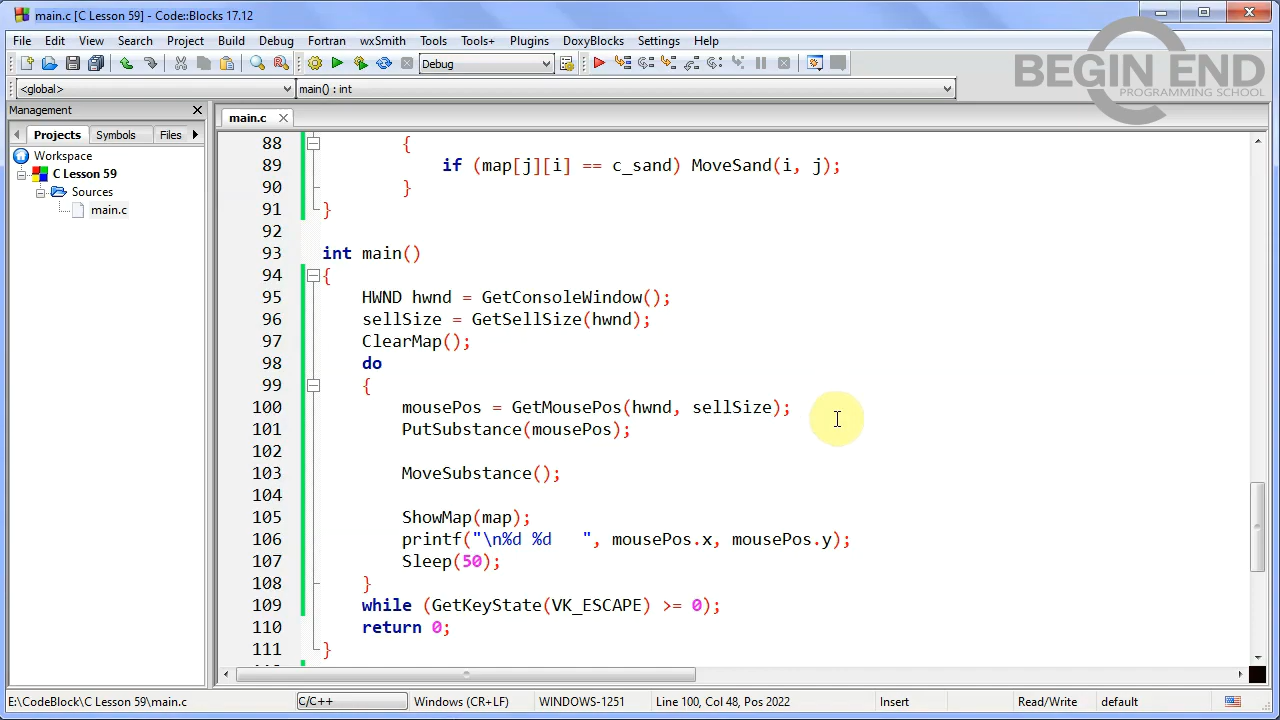 main.c [C Lesson 59] - Code::Blocks 17.12
File Edit View Search Project Build Debug Fortran wxSmith Tools Tools+ Plugins DoxyBlocks Settings Help
BEGIN END
PROGRAMMING SCHOOL
Debug
<global> main() : int
Management
main.c
Projects Symbols Files
Workspace
C Lesson 59
Sources
main.c
88 {
89 if (map[j][i] == c_sand) MoveSand(i, j);
90 }
91 }
92
93 int main()
94 {
95 HWND hwnd = GetConsoleWindow();
96 sellSize = GetSellSize(hwnd);
97 ClearMap();
98 do
99 {
100 mousePos = GetMousePos(hwnd, sellSize);
101 PutSubstance(mousePos);
102
103 MoveSubstance();
104
105 ShowMap(map);
106 printf("\n%d %d   ", mousePos.x, mousePos.y);
107 Sleep(50);
108 }
109 while (GetKeyState(VK_ESCAPE) >= 0);
110 return 0;
111 }
E:\CodeBlock\C Lesson 59\main.c C/C++ Windows (CR+LF) WINDOWS-1251 Line 100, Col 48, Pos 2022 Insert Read/Write default